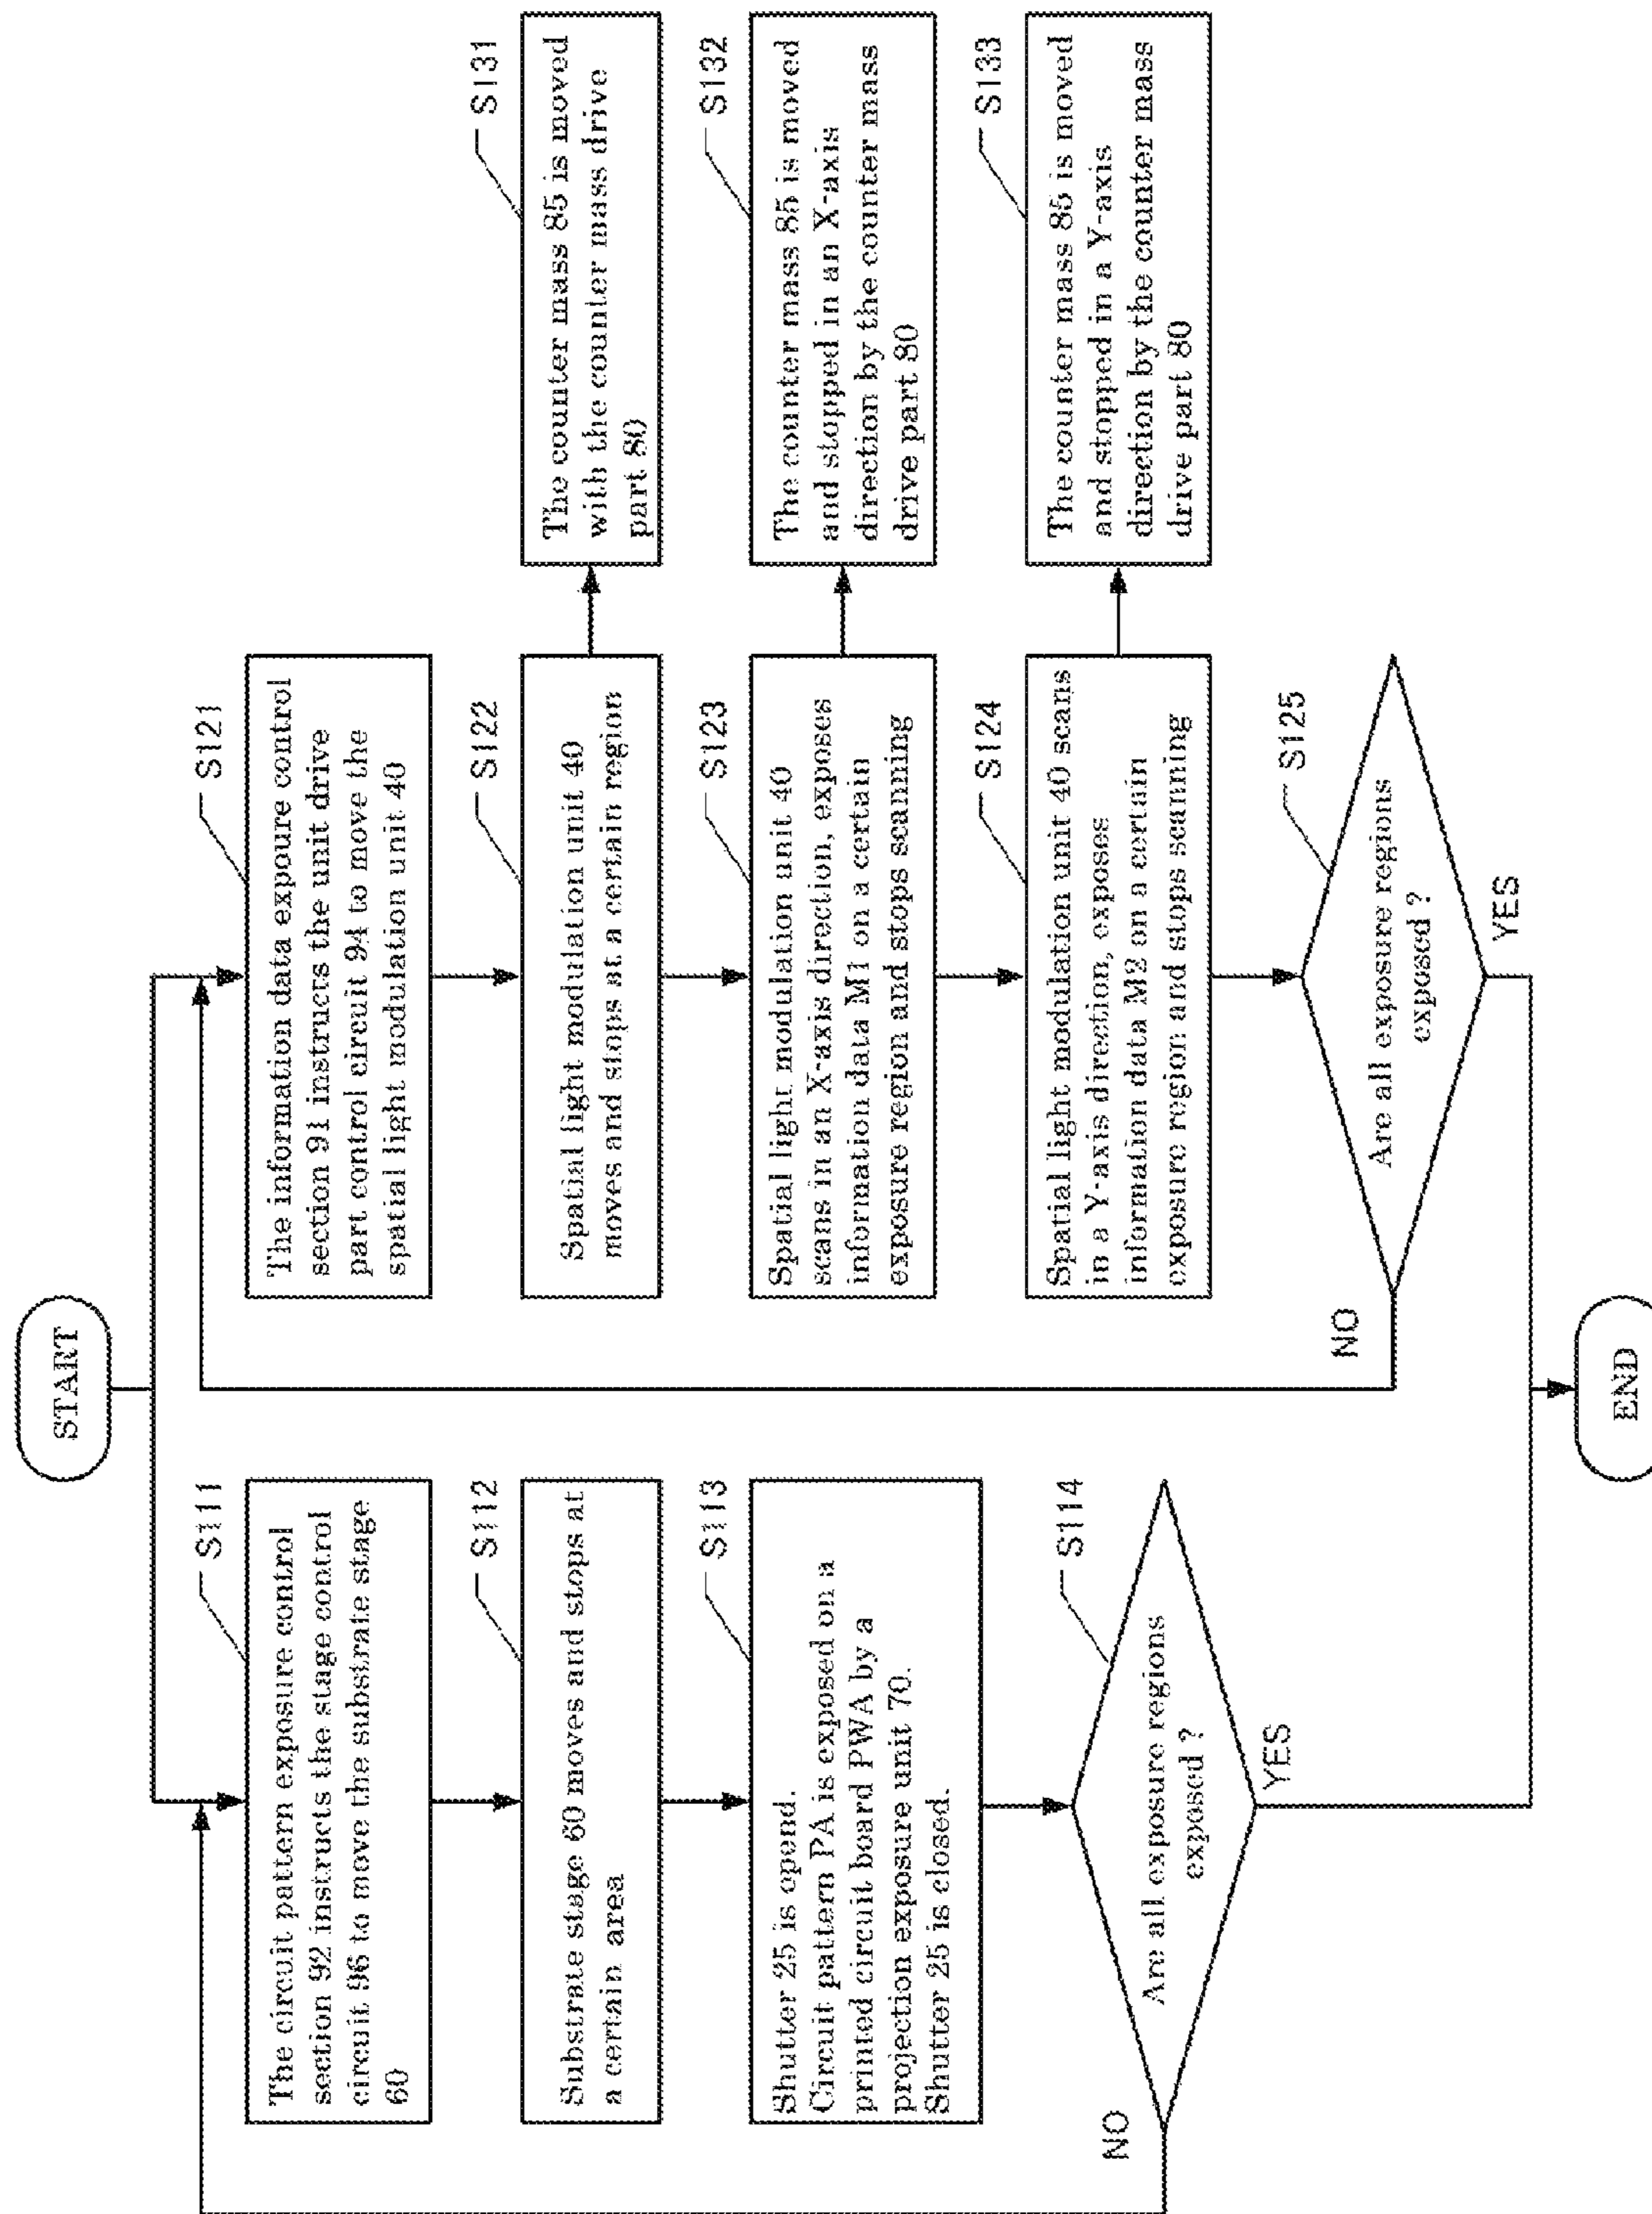 START
S111
The circuit pattern exposure control
section 92 instructs the stage control
circuit 96 to move the substrate stage
60
S112
Substrate stage 60 moves and stops at
a certain area
S113
Shutter 25 is opend.
Circuit pattern PA is exposed on a
printed circuit board PWA by a
projection exposure unit 70.
Shutter 25 is closed.
S114
Are all exposure regions
exposed ?
NO
YES
S121
The information data expoure control
section 91 instructs the unit drive
part control circuit 94 to move the
spatial light modulation unit 40
S122
Spatial light modulation unit 40
moves and stops at a certain region
S123
Spatial light modulation unit 40
scans in an X-axis direction, exposes
information data M1 on a certain
exposure region and stops scanning
S124
Spatial light modulation unit 40 scans
in a Y-axis direction, exposes
information data M2 on a certain
exposure region and stops scanning
S125
Are all exposure regions
exposed ?
NO
YES
S131
The counter mass 85 is moved
with the counter mass drive
part 80
S132
The counter mass 85 is moved
and stopped in an X-axis
direction by the counter mass
drive part 80
S133
The counter mass 85 is moved
and stopped in a Y-axis
direction by the counter mass
drive part 80
END